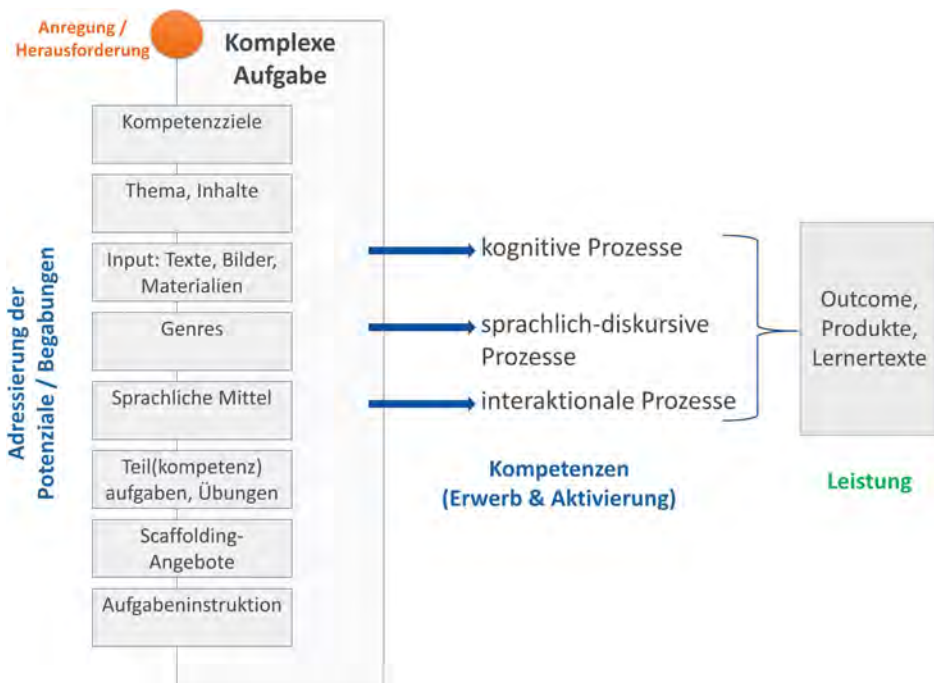 Anregung /
Herausforderung
Komplexe
Aufgabe
Adressierung der
Potenziale / Begabungen
Kompetenzziele
Thema, Inhalte
Input: Texte, Bilder,
Materialien
Genres
Sprachliche Mittel
Teil(kompetenz)
aufgaben, Übungen
Scaffolding-
Angebote
Aufgabeninstruktion
kognitive Prozesse
sprachlich-diskursive
Prozesse
interaktionale Prozesse
Kompetenzen
(Erwerb & Aktivierung)
Outcome,
Produkte,
Lernertexte
Leistung